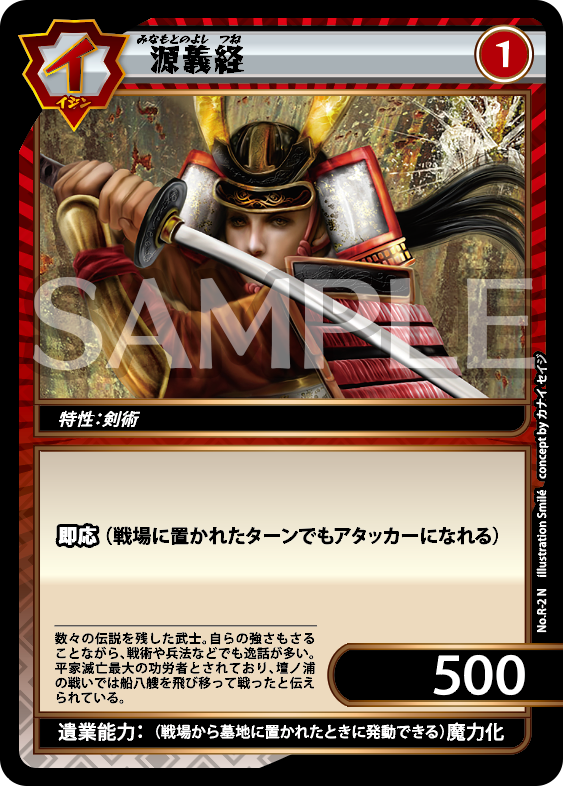 イ
イジン
みなもとのよし つね
源義経
1
SAMPLE
特性：剣術
即応（戦場に置かれたターンでもアタッカーになれる）
数々の伝説を残した武士。自らの強さもさる
ことながら、戦術や兵法などでも逸話が多い。
平家滅亡最大の功労者とされており、壇ノ浦
の戦いでは船八艘を飛び移って戦ったと伝え
られている。
500
遺業能力：（戦場から墓地に置かれたときに発動できる）魔力化
No.R-2 N illustration Smilé concept by カナイ セイジ